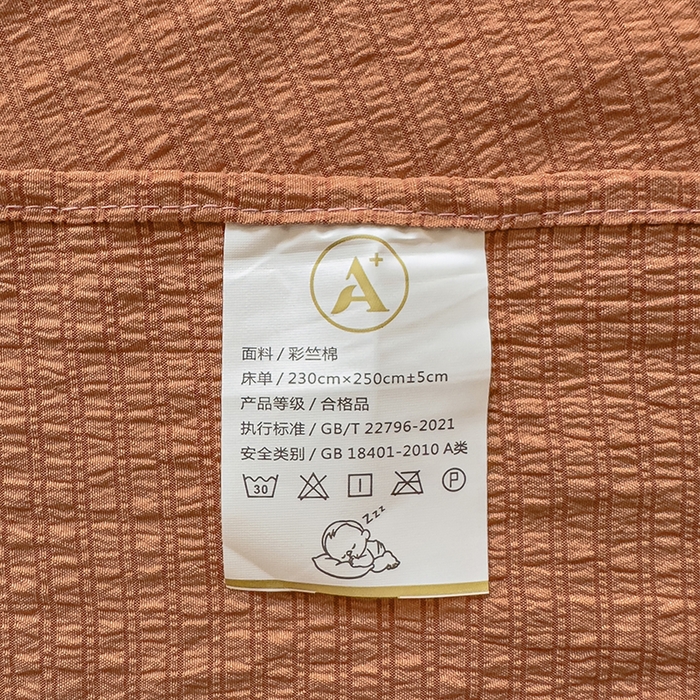 A+
面料 / 彩竺棉
床单 / 230cm×250cm±5cm
产品等级 / 合格品
执行标准 / GB/T 22796-2021
安全类别 / GB 18401-2010 A类
30
P
Zzz